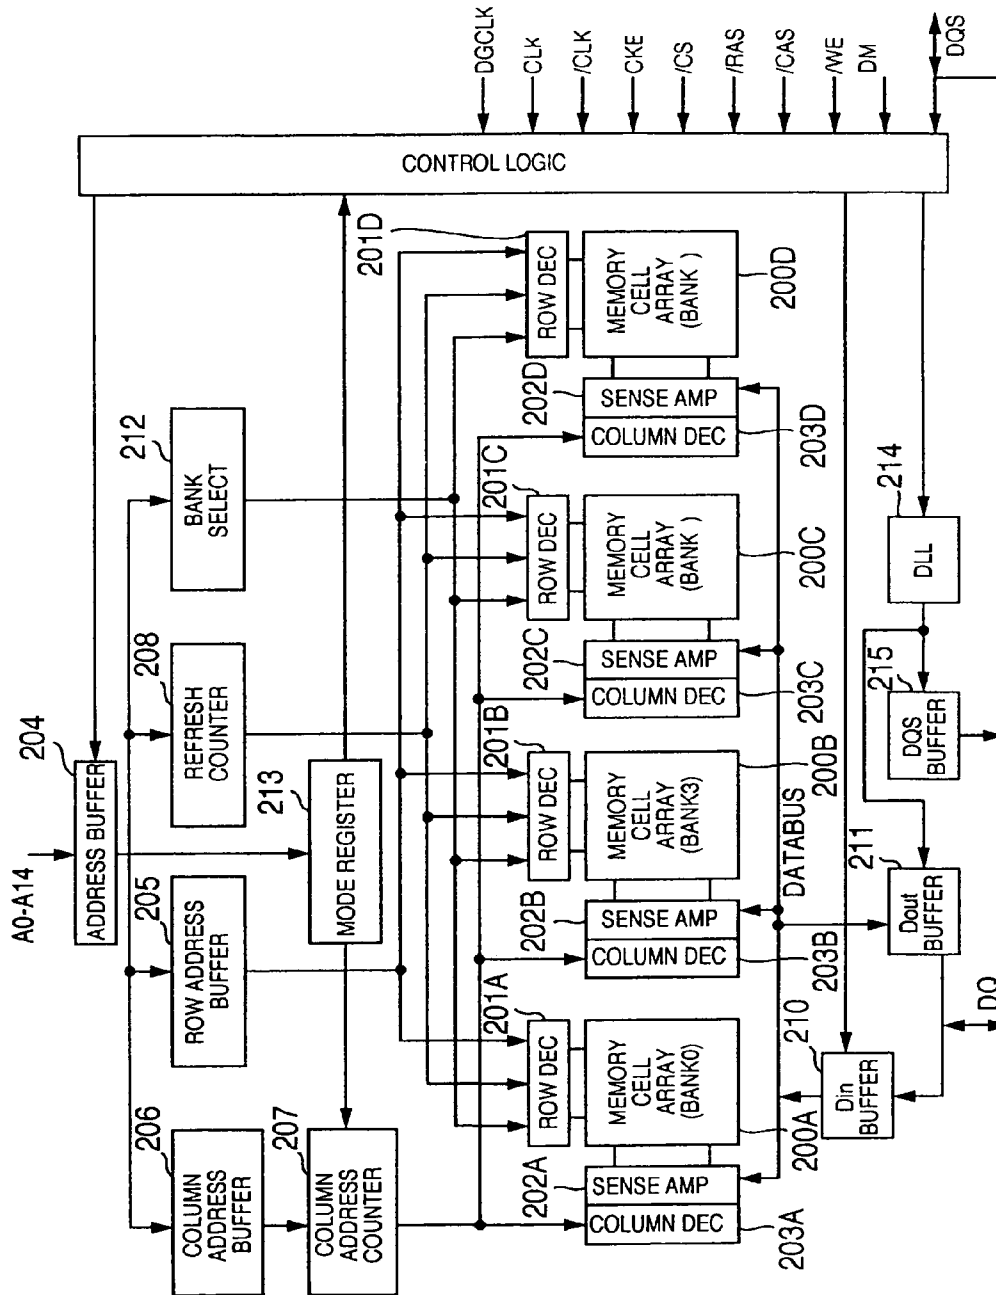 A0-A14
ADDRESS BUFFER
204
COLUMN
ADDRESS
BUFFER
206
ROW ADDRESS
BUFFER
205
REFRESH
COUNTER
208
BANK
SELECT
212
COLUMN
ADDRESS
COUNTER
207
MODE REGISTER
213
CONTROL LOGIC
DGCLK
CLK
/CLK
CKE
/CS
/RAS
/CAS
/WE
DM
DQS
ROW DEC
201A
MEMORY
CELL
ARRAY
(BANK0)
200A
SENSE AMP
202A
COLUMN DEC
203A
ROW DEC
201B
MEMORY
CELL
ARRAY
(BANK3)
200B
SENSE AMP
202B
COLUMN DEC
203B
ROW DEC
201C
MEMORY
CELL
ARRAY
(BANK )
200C
SENSE AMP
202C
COLUMN DEC
203C
ROW DEC
201D
MEMORY
CELL
ARRAY
(BANK )
200D
SENSE AMP
202D
COLUMN DEC
203D
DATABUS
Din
BUFFER
210
Dout
BUFFER
211
DQS
BUFFER
215
DLL
214
DQ